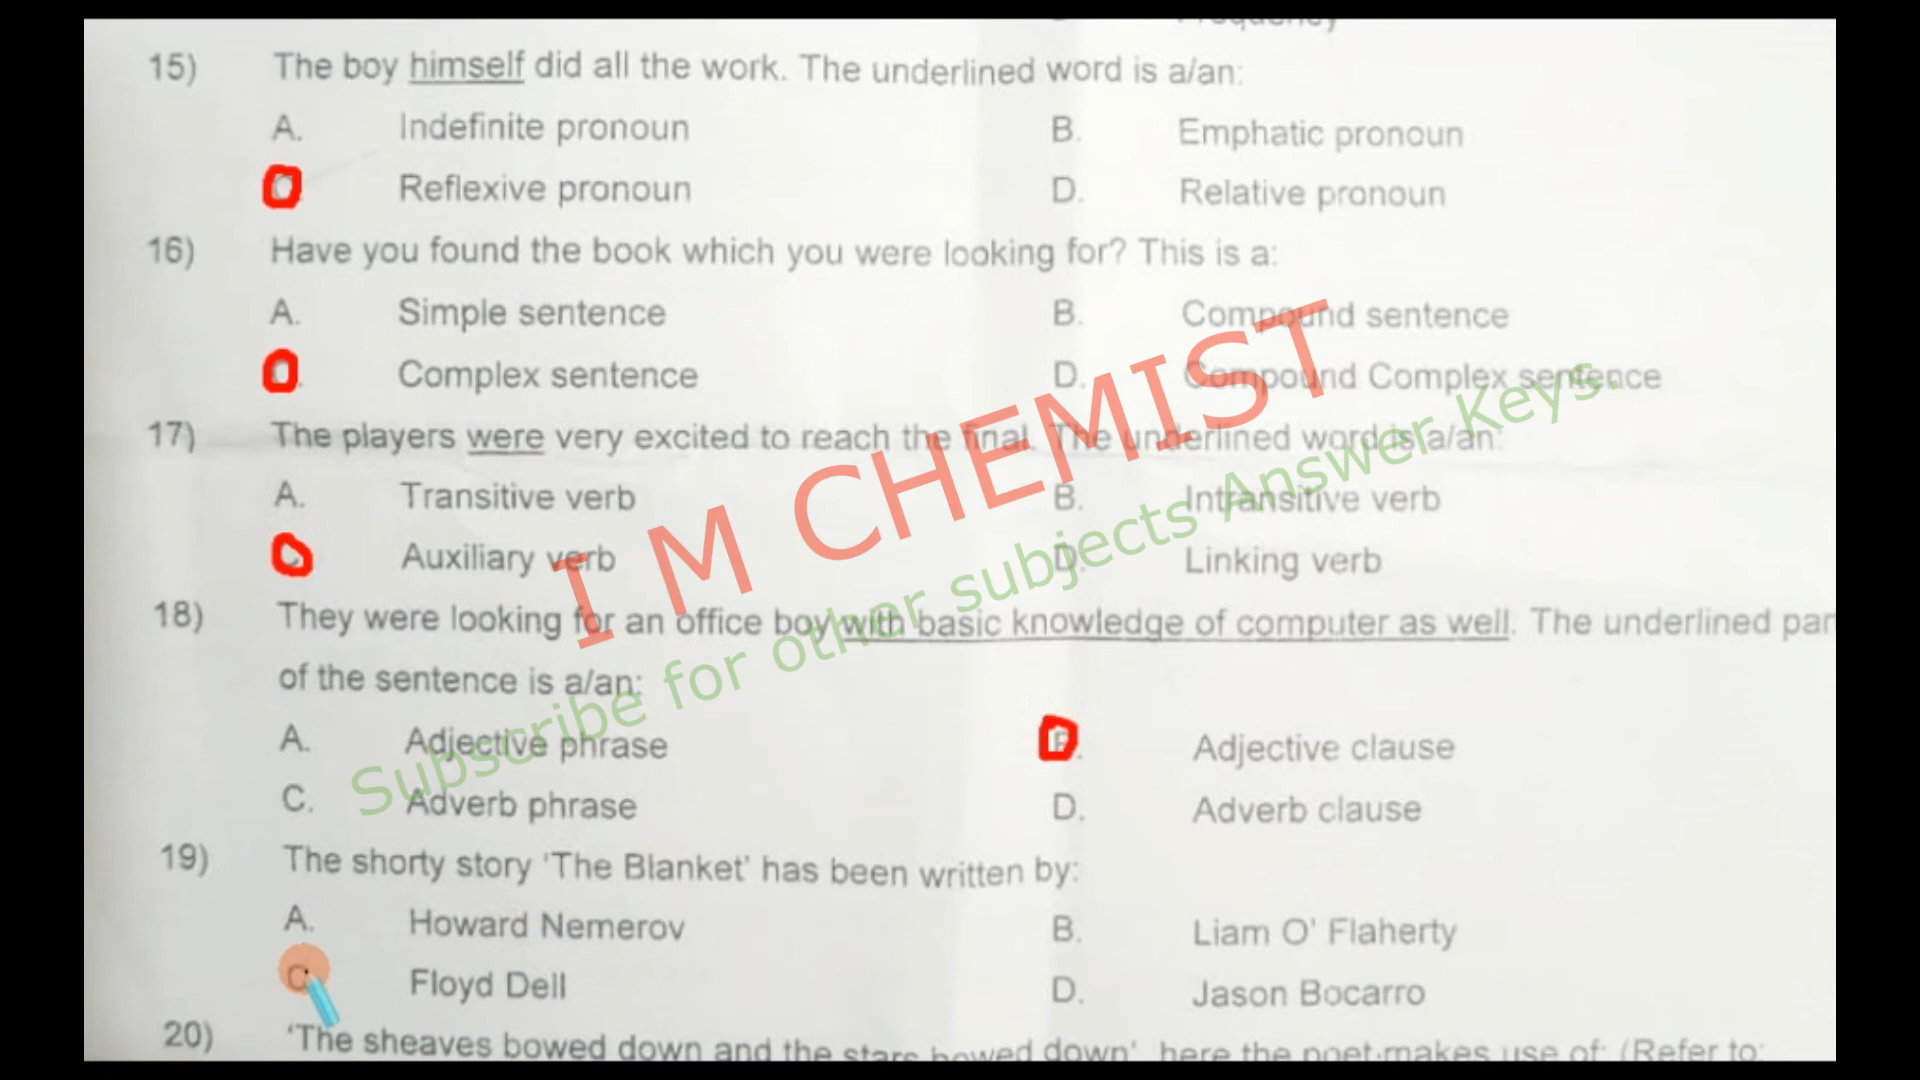 Frequency
15) The boy himself did all the work. The underlined word is a/an:
A. Indefinite pronoun B. Emphatic pronoun
C. Reflexive pronoun D. Relative pronoun
16) Have you found the book which you were looking for? This is a:
A. Simple sentence B. Compound sentence
Complex sentence D. Compound Complex sentence
17) The players were very excited to reach the final. The underlined word is a/an:
A. Transitive verb B. Intransitive verb
C. Auxiliary verb D. Linking verb
18) They were looking for an office boy with basic knowledge of computer as well. The underlined par
of the sentence is a/an:
A. Adjective phrase B. Adjective clause
C. Adverb phrase D. Adverb clause
19) The shorty story 'The Blanket' has been written by:
A. Howard Nemerov B. Liam O' Flaherty
C Floyd Dell D. Jason Bocarro
20) 'The sheaves bowed down and the stars bowed down', here the poet makes use of: (Refer to:
I M CHEMIST
Subscribe for other subjects Answer Keys.